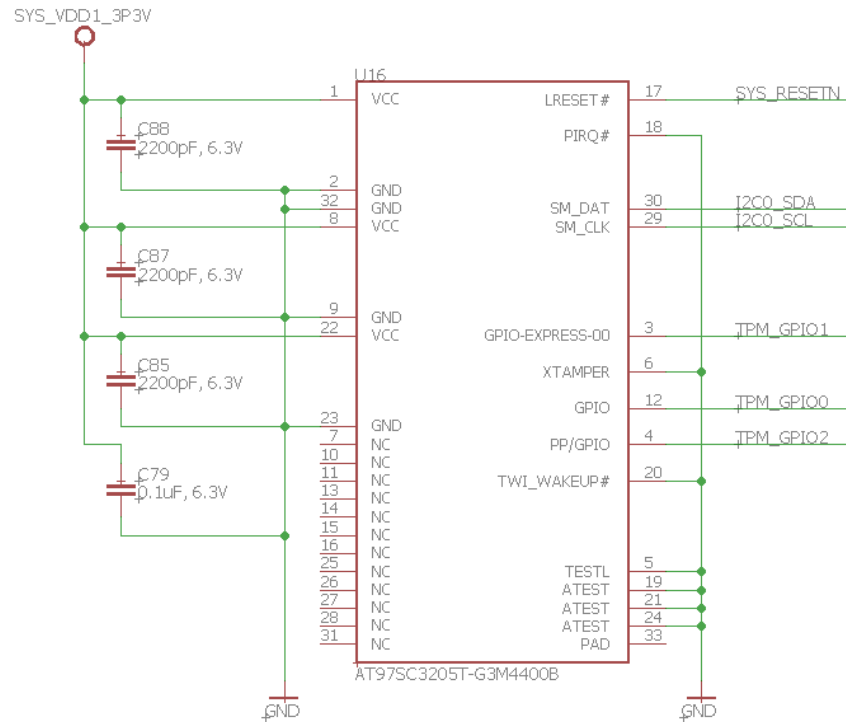 SYS_VDD1_3P3V
U16
1 VCC LRESET# 17 SYS_RESETN
PIRQ# 18
C88
2200pF, 6.3V
2 GND
32 GND SM_DAT 30 I2C0_SDA
8 VCC SM_CLK 29 I2C0_SCL
C87
2200pF, 6.3V
9 GND
22 VCC GPIO-EXPRESS-00 3 TPM_GPIO1
C85
2200pF, 6.3V
XTAMPER 6
GPIO 12 TPM_GPIO0
23 GND
7 NC PP/GPIO 4 TPM_GPIO2
10 NC
C79
0.1uF, 6.3V
11 NC TWI_WAKEUP# 20
13 NC
14 NC
15 NC
16 NC
25 NC TESTL 5
26 NC ATEST 19
27 NC ATEST 21
28 NC ATEST 24
31 NC PAD 33
AT97SC3205T-G3M4400B
GND
GND